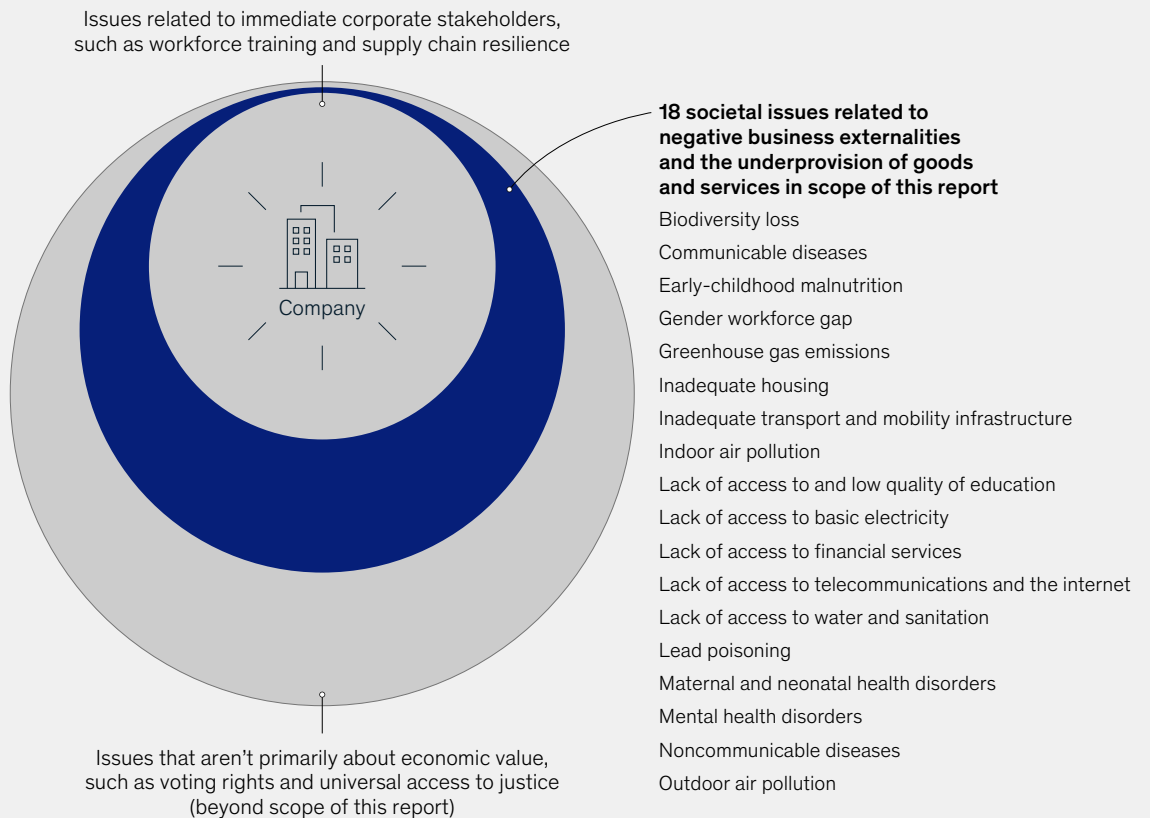 Issues related to immediate corporate stakeholders,
such as workforce training and supply chain resilience
18 societal issues related to
negative business externalities
and the underprovision of goods
and services in scope of this report
Biodiversity loss
Communicable diseases
Early-childhood malnutrition
Gender workforce gap
Greenhouse gas emissions
Inadequate housing
Inadequate transport and mobility infrastructure
Indoor air pollution
Lack of access to and low quality of education
Lack of access to basic electricity
Lack of access to financial services
Lack of access to telecommunications and the internet
Lack of access to water and sanitation
Lead poisoning
Maternal and neonatal health disorders
Mental health disorders
Noncommunicable diseases
Outdoor air pollution
Company
Issues that aren't primarily about economic value,
such as voting rights and universal access to justice
(beyond scope of this report)